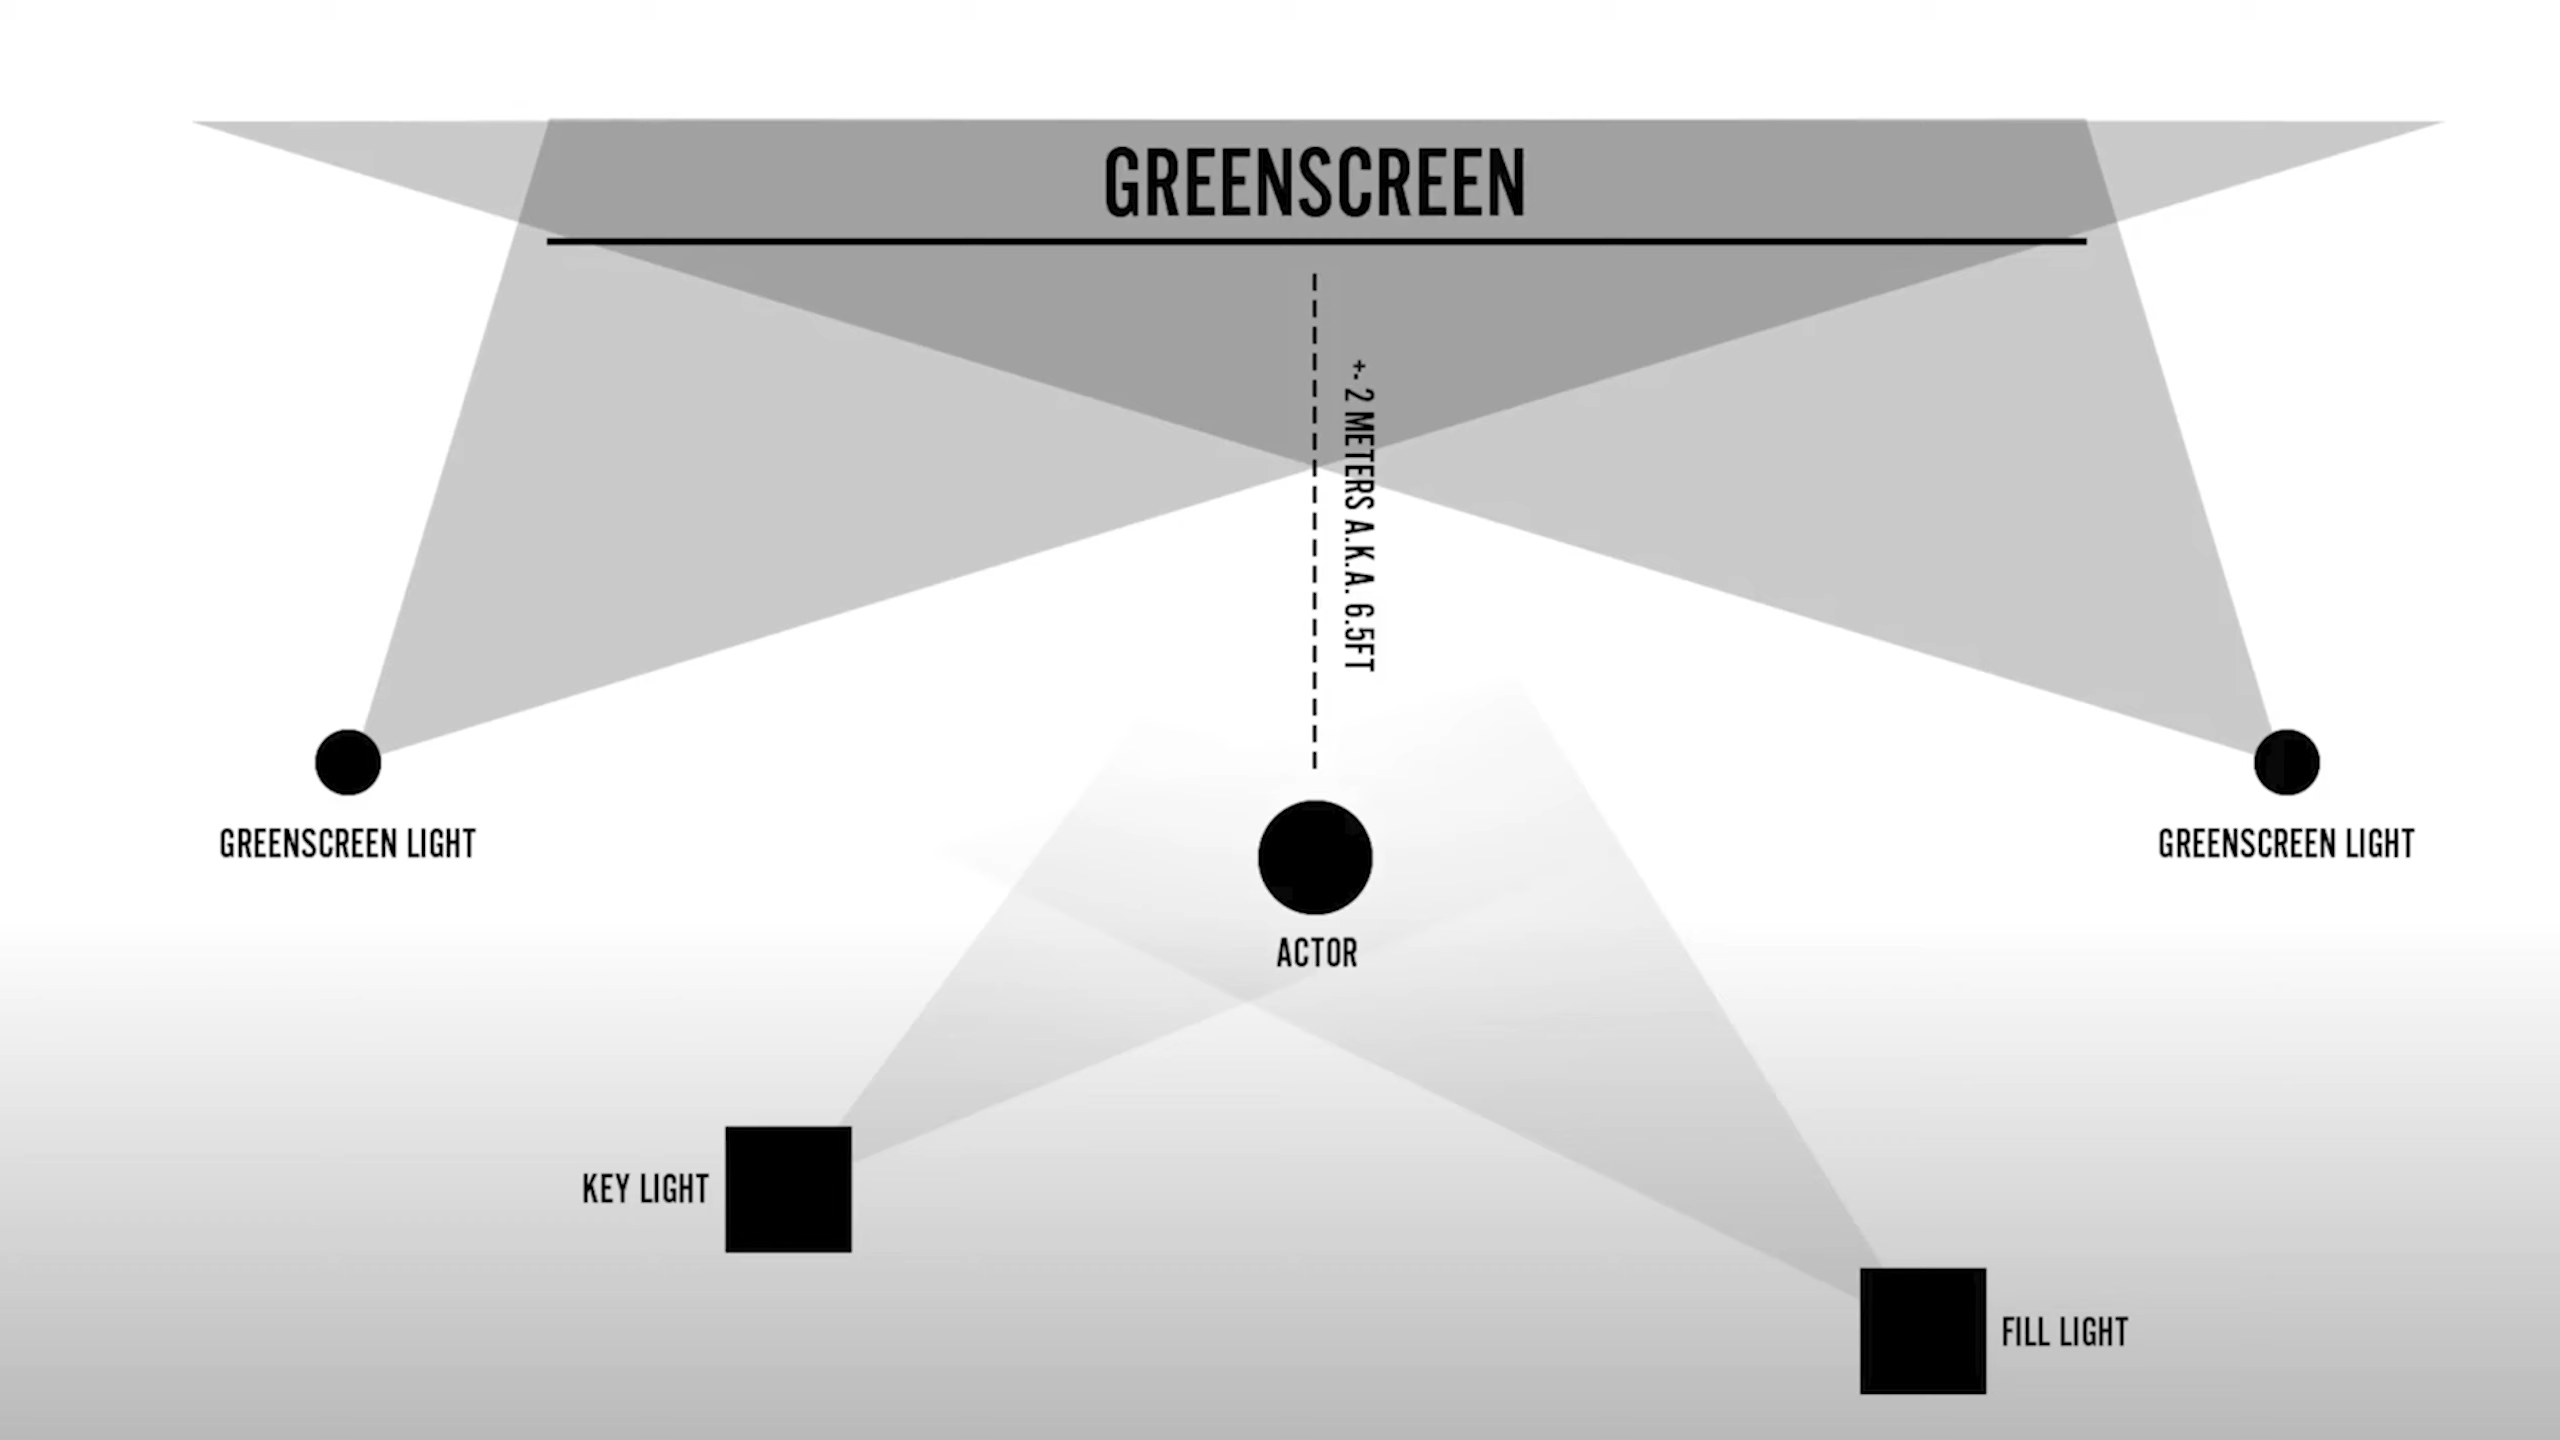 GREENSCREEN
+- 2 METERS A.K.A. 6.5FT
GREENSCREEN LIGHT
GREENSCREEN LIGHT
ACTOR
KEY LIGHT
FILL LIGHT